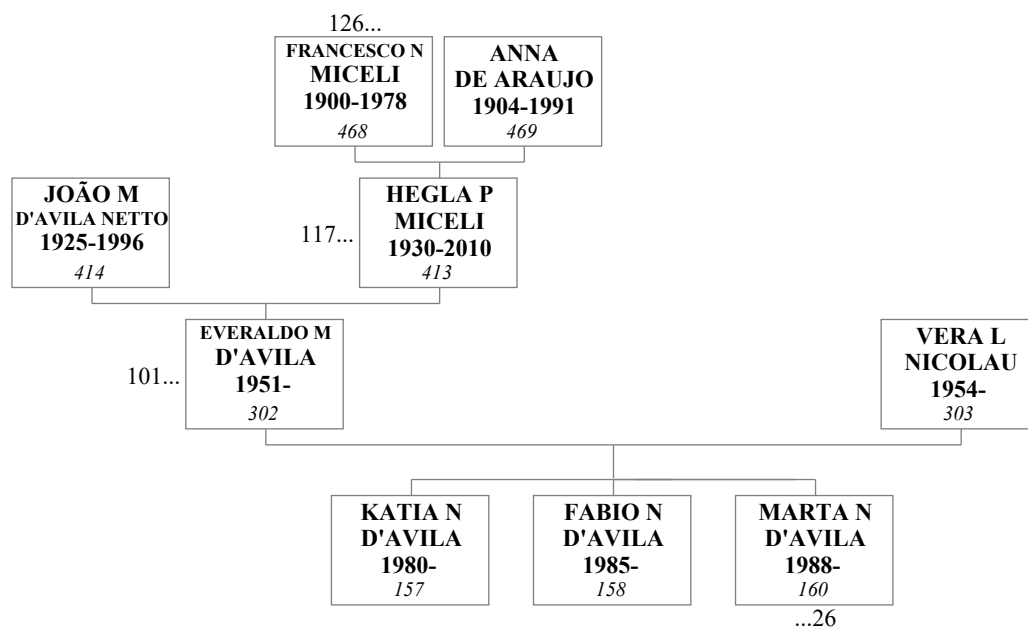 126...
FRANCESCO N
MICELI
1900-1978
468
ANNA
DE ARAUJO
1904-1991
469
JOÃO M
D'AVILA NETTO
1925-1996
414
117...
HEGLA P
MICELI
1930-2010
413
101...
EVERALDO M
D'AVILA
1951-
302
VERA L
NICOLAU
1954-
303
KATIA N
D'AVILA
1980-
157
FABIO N
D'AVILA
1985-
158
MARTA N
D'AVILA
1988-
160
...26